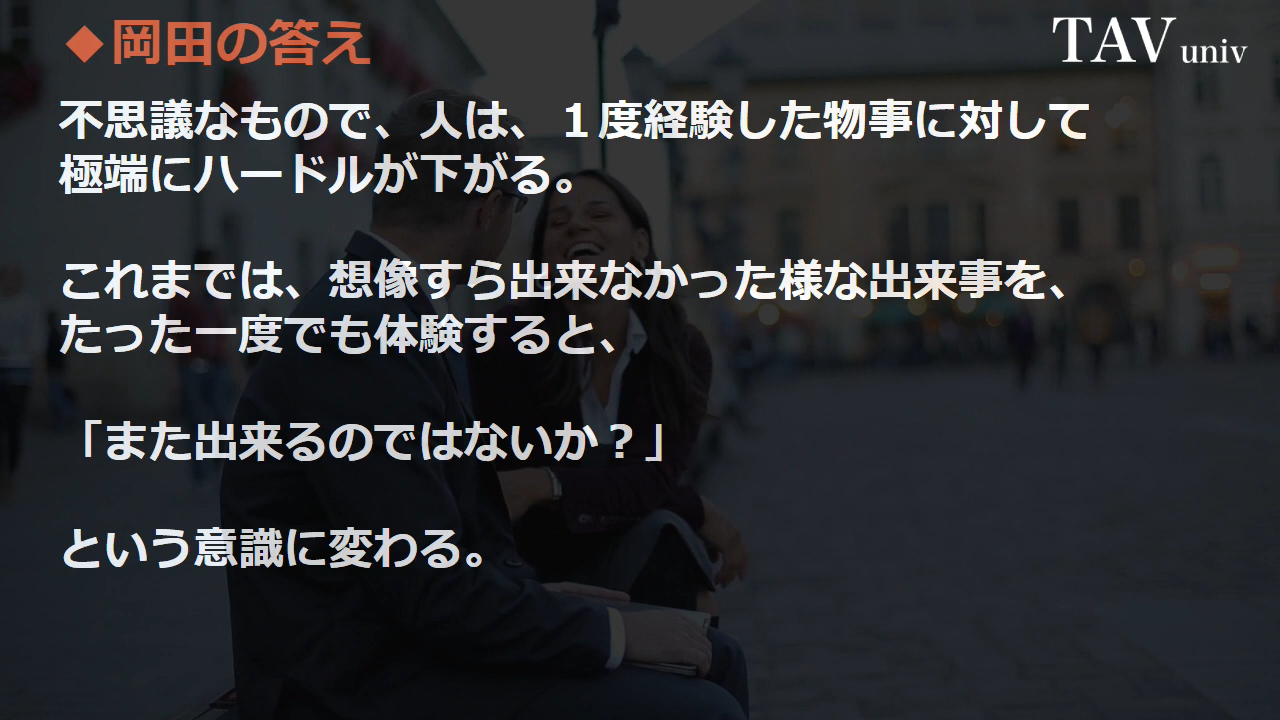 ◆岡田の答え
TAV univ
不思議なもので、人は、１度経験した物事に対して
極端にハードルが下がる。
これまでは、想像すら出来なかった様な出来事を、
たった一度でも体験すると、
「また出来るのではないか？」
という意識に変わる。